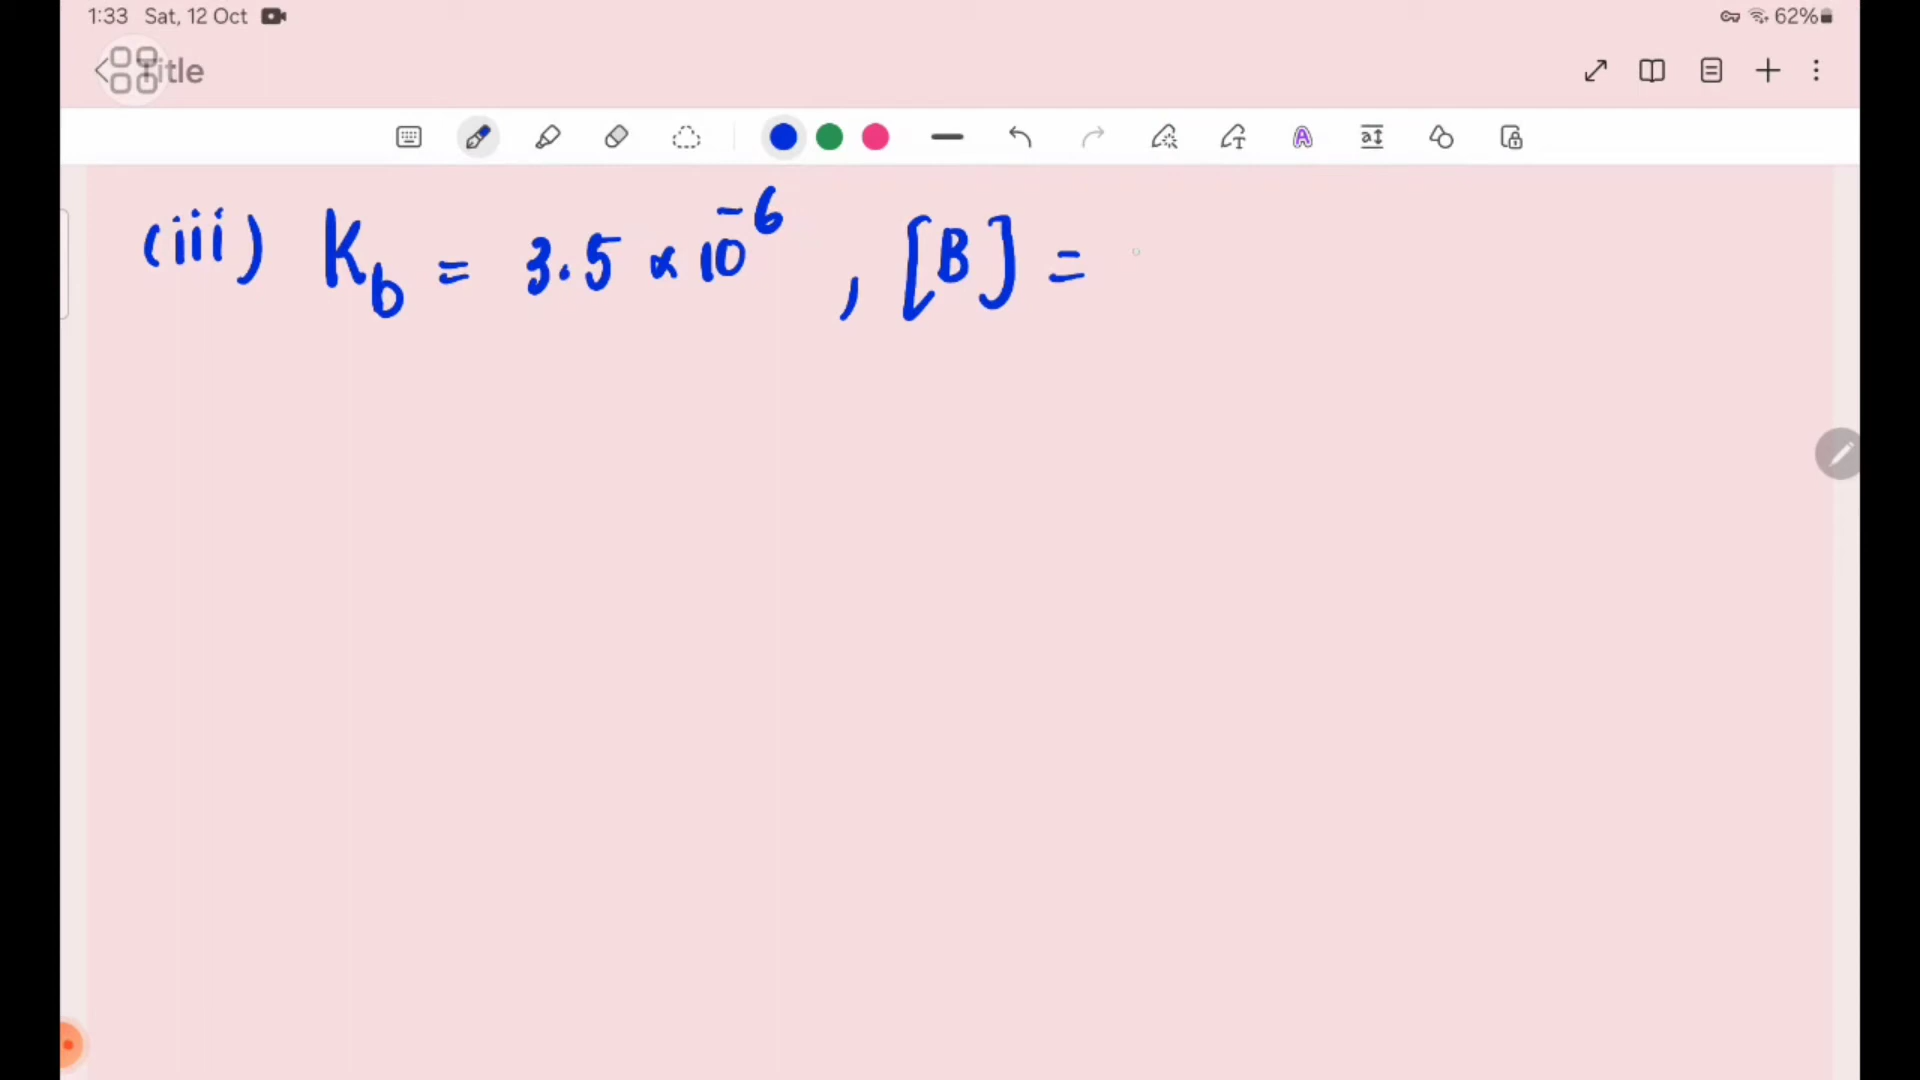 1:33 Sat, 12 Oct 62%
Title
(iii) K_b = 3.5 × 10^-6 , [B] =